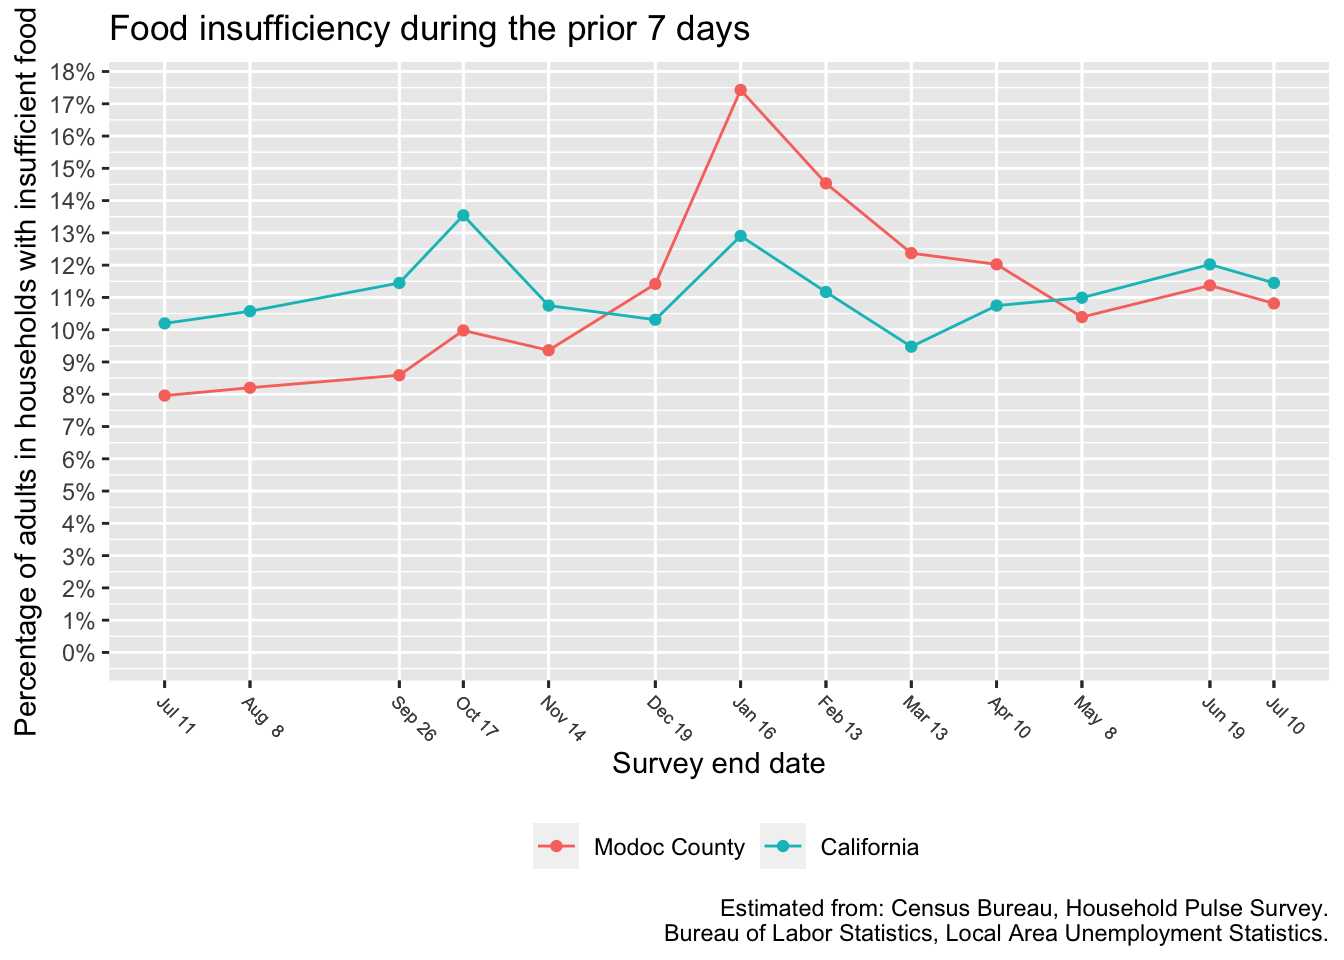 Food insufficiency during the prior 7 days
Percentage of adults in households with insufficient food
18%
17%
16%
15%
14%
13%
12%
11%
10%
9%
8%
7%
6%
5%
4%
3%
2%
1%
0%
Jul 11
Aug 8
Sep 26
Oct 17
Nov 14
Dec 19
Jan 16
Feb 13
Mar 13
Apr 10
May 8
Jun 19
Jul 10
Survey end date
Modoc County
California
Estimated from: Census Bureau, Household Pulse Survey.
Bureau of Labor Statistics, Local Area Unemployment Statistics.